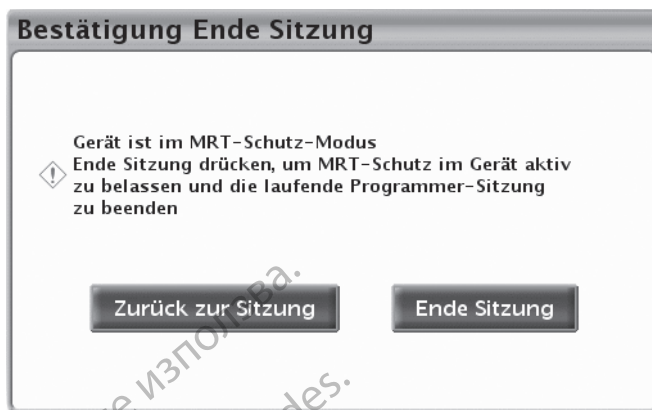 Bestätigung Ende Sitzung
Gerät ist im MRT-Schutz-Modus
Ende Sitzung drücken, um MRT-Schutz im Gerät aktiv
zu belassen und die laufende Programmer-Sitzung
zu beenden
Zurück zur Sitzung
Ende Sitzung